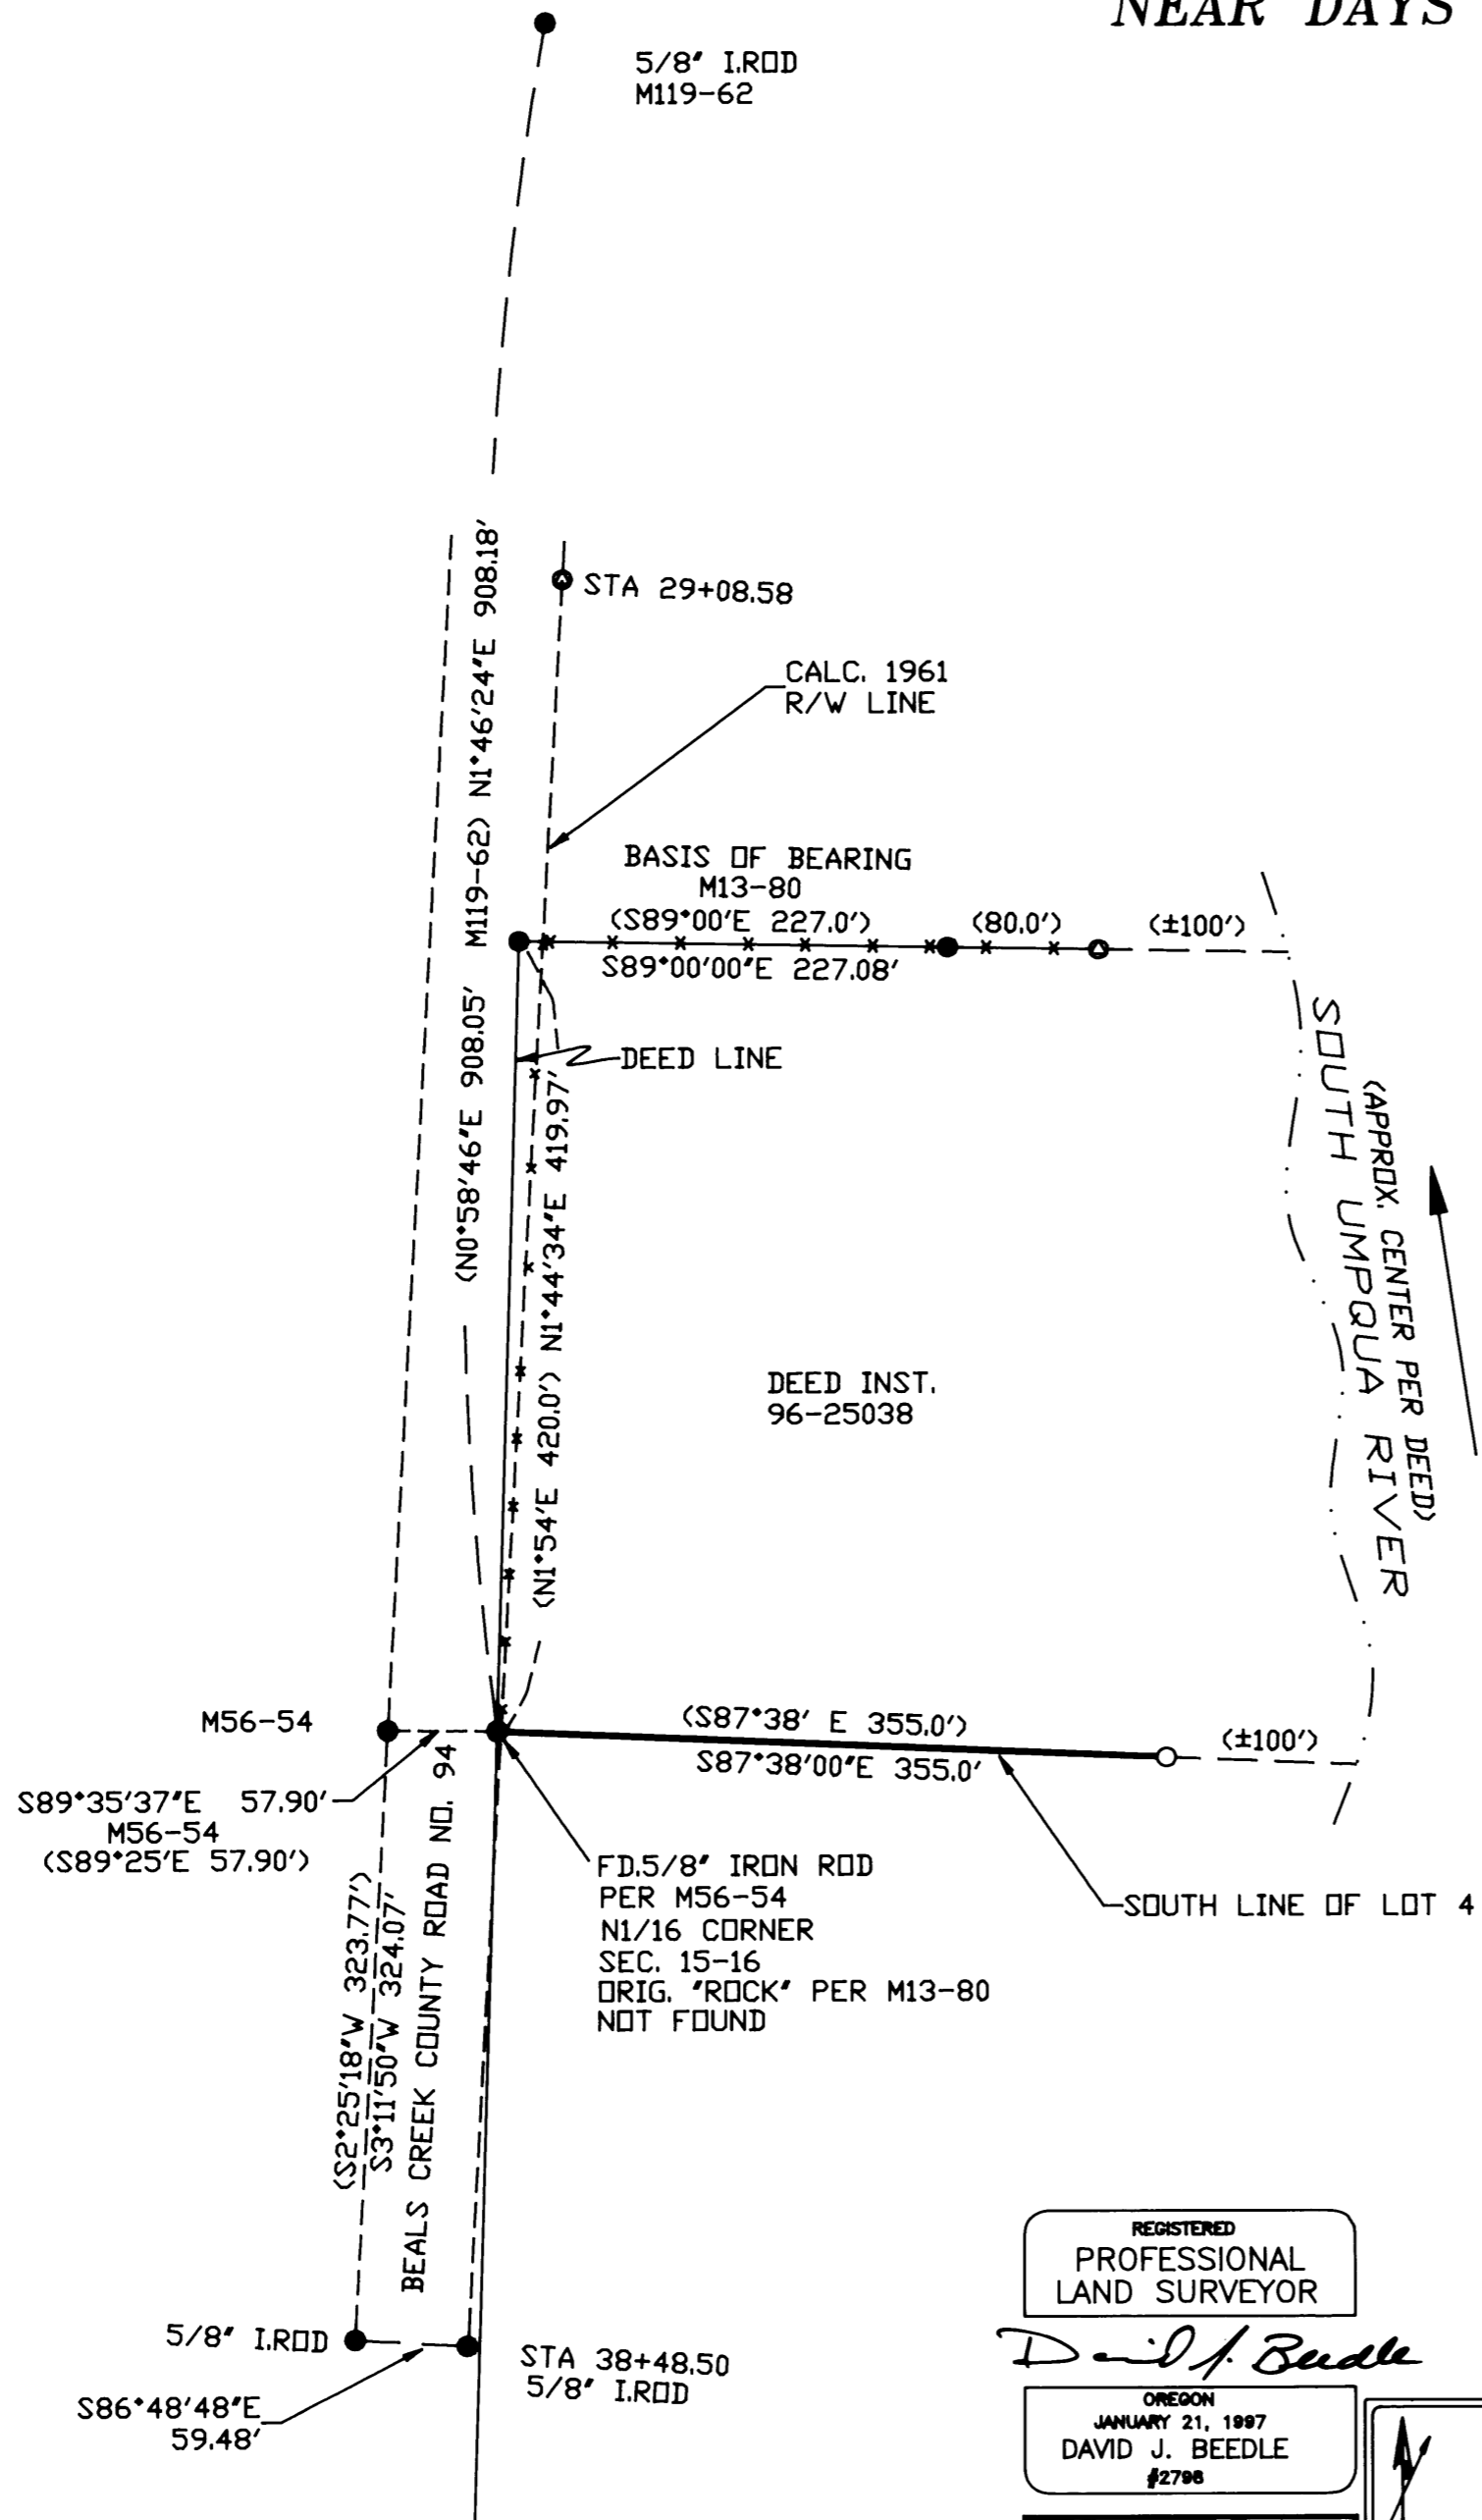 NEAR DAYS
5/8" I.ROD
M119-62
STA 29+08.58
CALC. 1961
R/W LINE
M119-62) N1°46'24"E 908.18'
(N0°58'46"E 908.05'
BASIS OF BEARING
M13-80
(S89°00'E 227.0')
(80.0')
(±100')
S89°00'00"E 227.08'
DEED LINE
(N1°54'E 420.0') N1°44'34"E 419.97'
SOUTH UMPQUA RIVER
(APPROX. CENTER PER DEED)
DEED INST.
96-25038
M56-54
(S87°38' E 355.0')
S87°38'00"E 355.0'
(±100')
S89°35'37"E 57.90'
M56-54
(S89°25'E 57.90')
FD.5/8" IRON ROD
PER M56-54
N1/16 CORNER
SEC. 15-16
ORIG. "ROCK" PER M13-80
NOT FOUND
SOUTH LINE OF LOT 4
(S2°25'18"W 323.77')
S3°11'50"W 324.07'
BEALS CREEK COUNTY ROAD NO. 94
5/8" I.ROD
STA 38+48.50
5/8" I.ROD
S86°48'48"E
59.48'
REGISTERED
PROFESSIONAL
LAND SURVEYOR
David J. Beedle
OREGON
JANUARY 21, 1997
DAVID J. BEEDLE
#2798